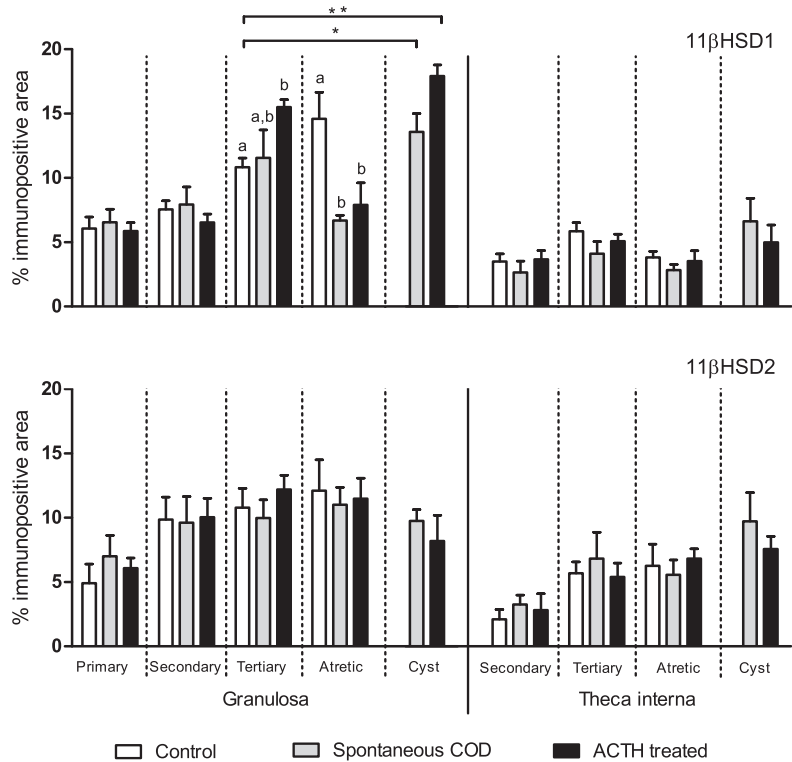 * *
*
11βHSD1
% immunopositive area
20
15
10
5
0
a
a,b
b
a
b
b
11βHSD2
% immunopositive area
20
15
10
5
0
Primary Secondary Tertiary Atretic Cyst Secondary Tertiary Atretic Cyst
Granulosa Theca interna
Control Spontaneous COD ACTH treated